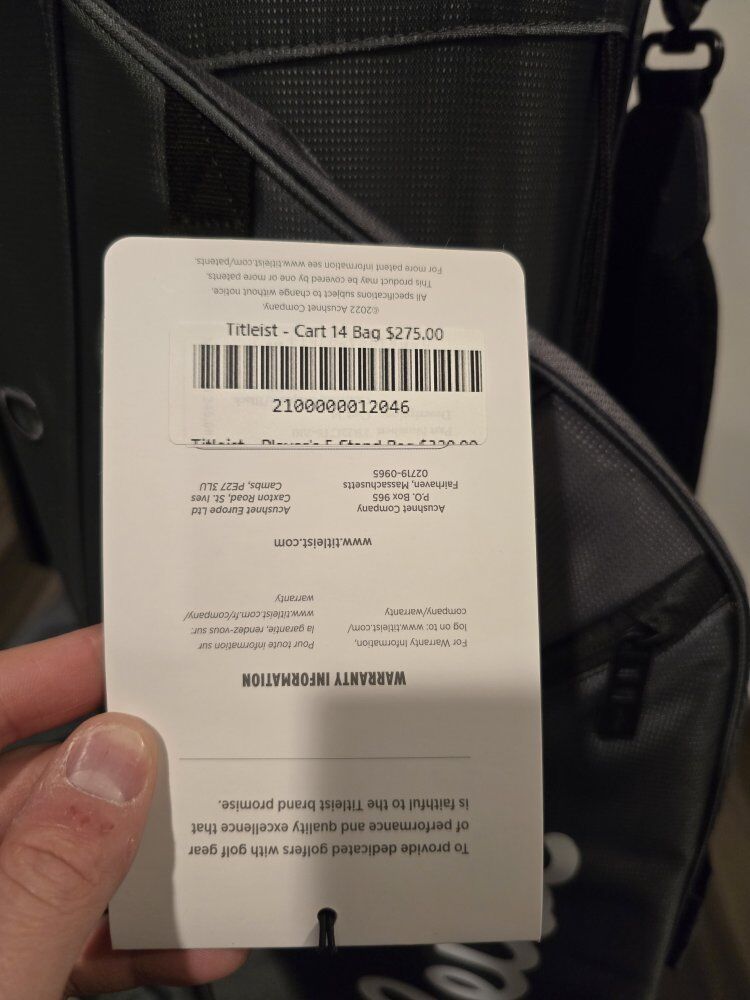 Titleist - Cart 14 Bag $275.00
2100000012046
Titleist - Player's Stand Bag
To provide dedicated golfers with golf gear
of performance and quality excellence that
is faithful to the Titleist brand promise.
WARRANTY INFORMATION
For Warranty Information,
log on to: www.titleist.com/
company/warranty
Pour toute information sur
la garantie, rendez-vous sur:
www.titleist.com.fr/company/
warranty
www.titleist.com
Acushnet Company
P.O. Box 965
Fairhaven, Massachusetts
02719-0965
Acushnet Europe Ltd
Caxton Road, St. Ives
Cambs, PE27 3LU
©2022 Acushnet Company.
All specifications subject to change without notice.
This product may be covered by one or more patents.
For more patent information see www.titleist.com/patents.